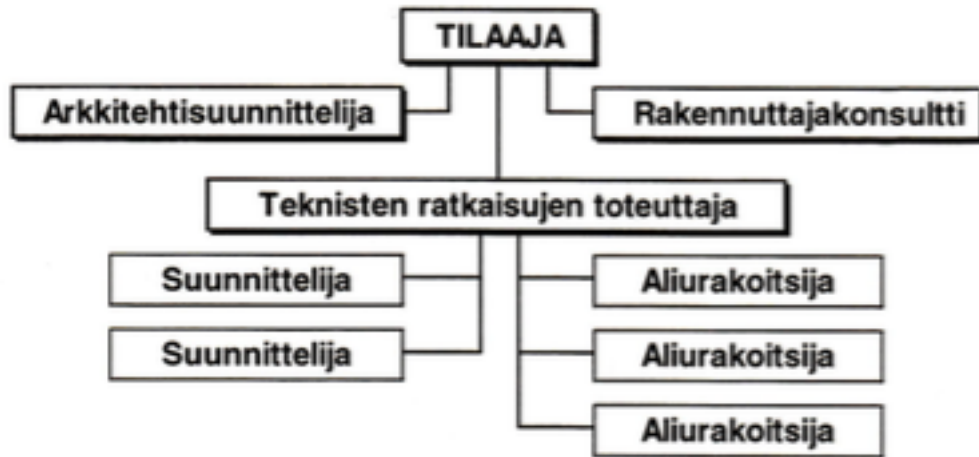 TILAAJA
Arkkitehtisuunnittelija
Rakennuttajakonsultti
Teknisten ratkaisujen toteuttaja
Suunnittelija
Aliurakoitsija
Suunnittelija
Aliurakoitsija
Aliurakoitsija